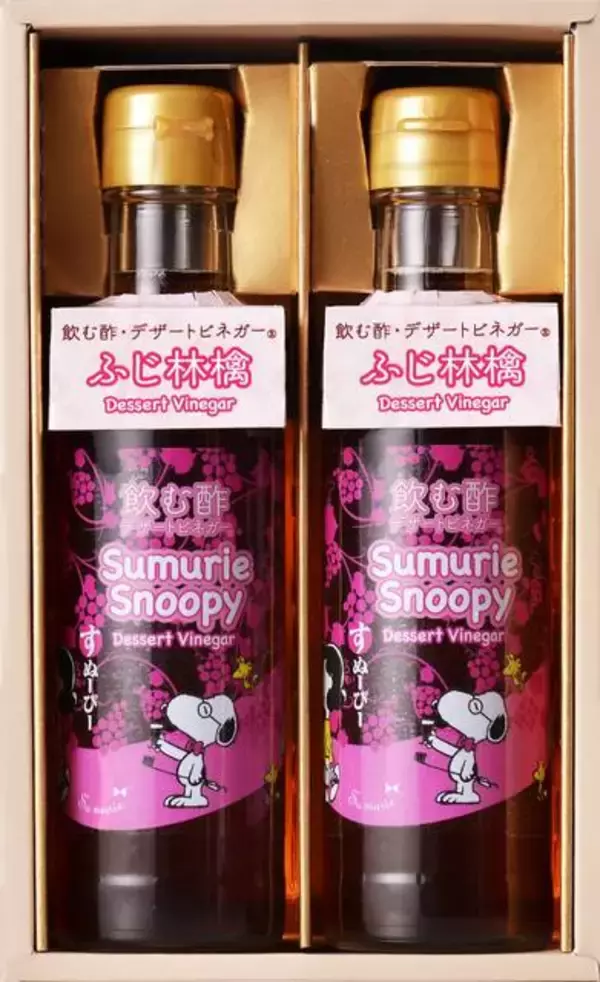 飲む酢・デザートビネガー®
ふじ林檎
Dessert Vinegar
飲む酢
デザートビネガー
Sumurie
Snoopy
Dessert Vinegar
すぬーぴー
飲む酢・デザートビネガー®
ふじ林檎
Dessert Vinegar
飲む酢
デザートビネガー
Sumurie
Snoopy
Dessert Vinegar
すぬーぴー